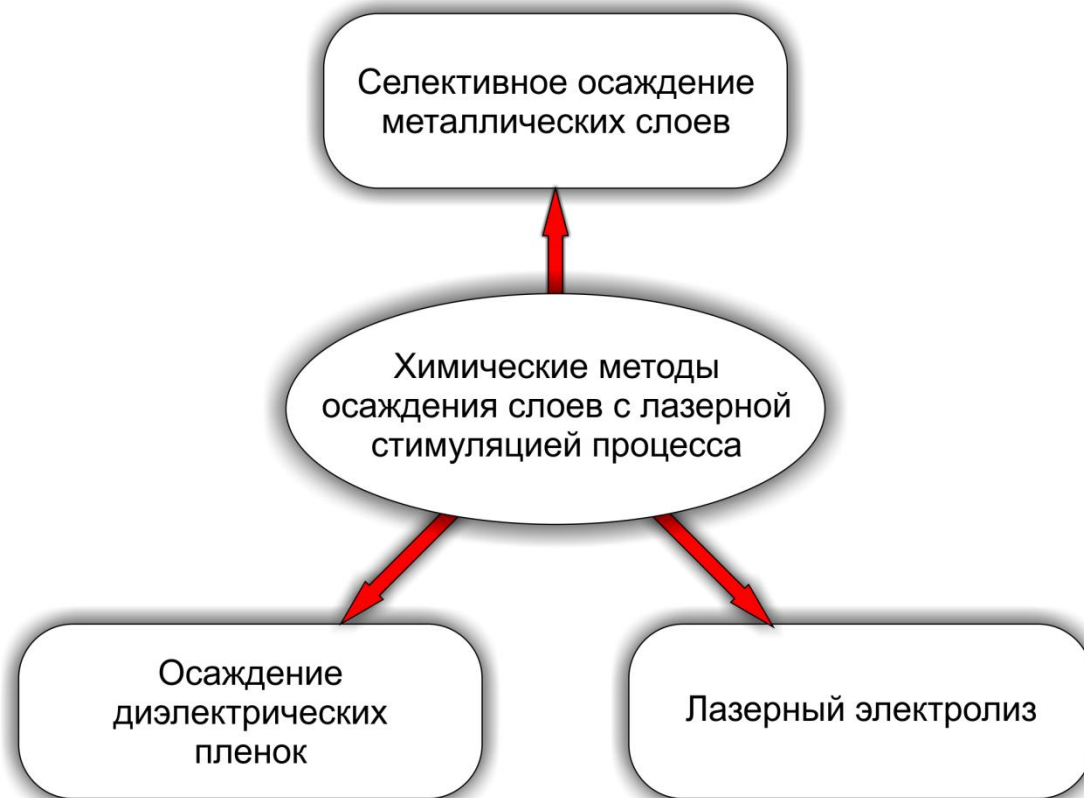 Селективное осаждение
металлических слоев
Химические методы
осаждения слоев с лазерной
стимуляцией процесса
Осаждение
диэлектрических
пленок
Лазерный электролиз